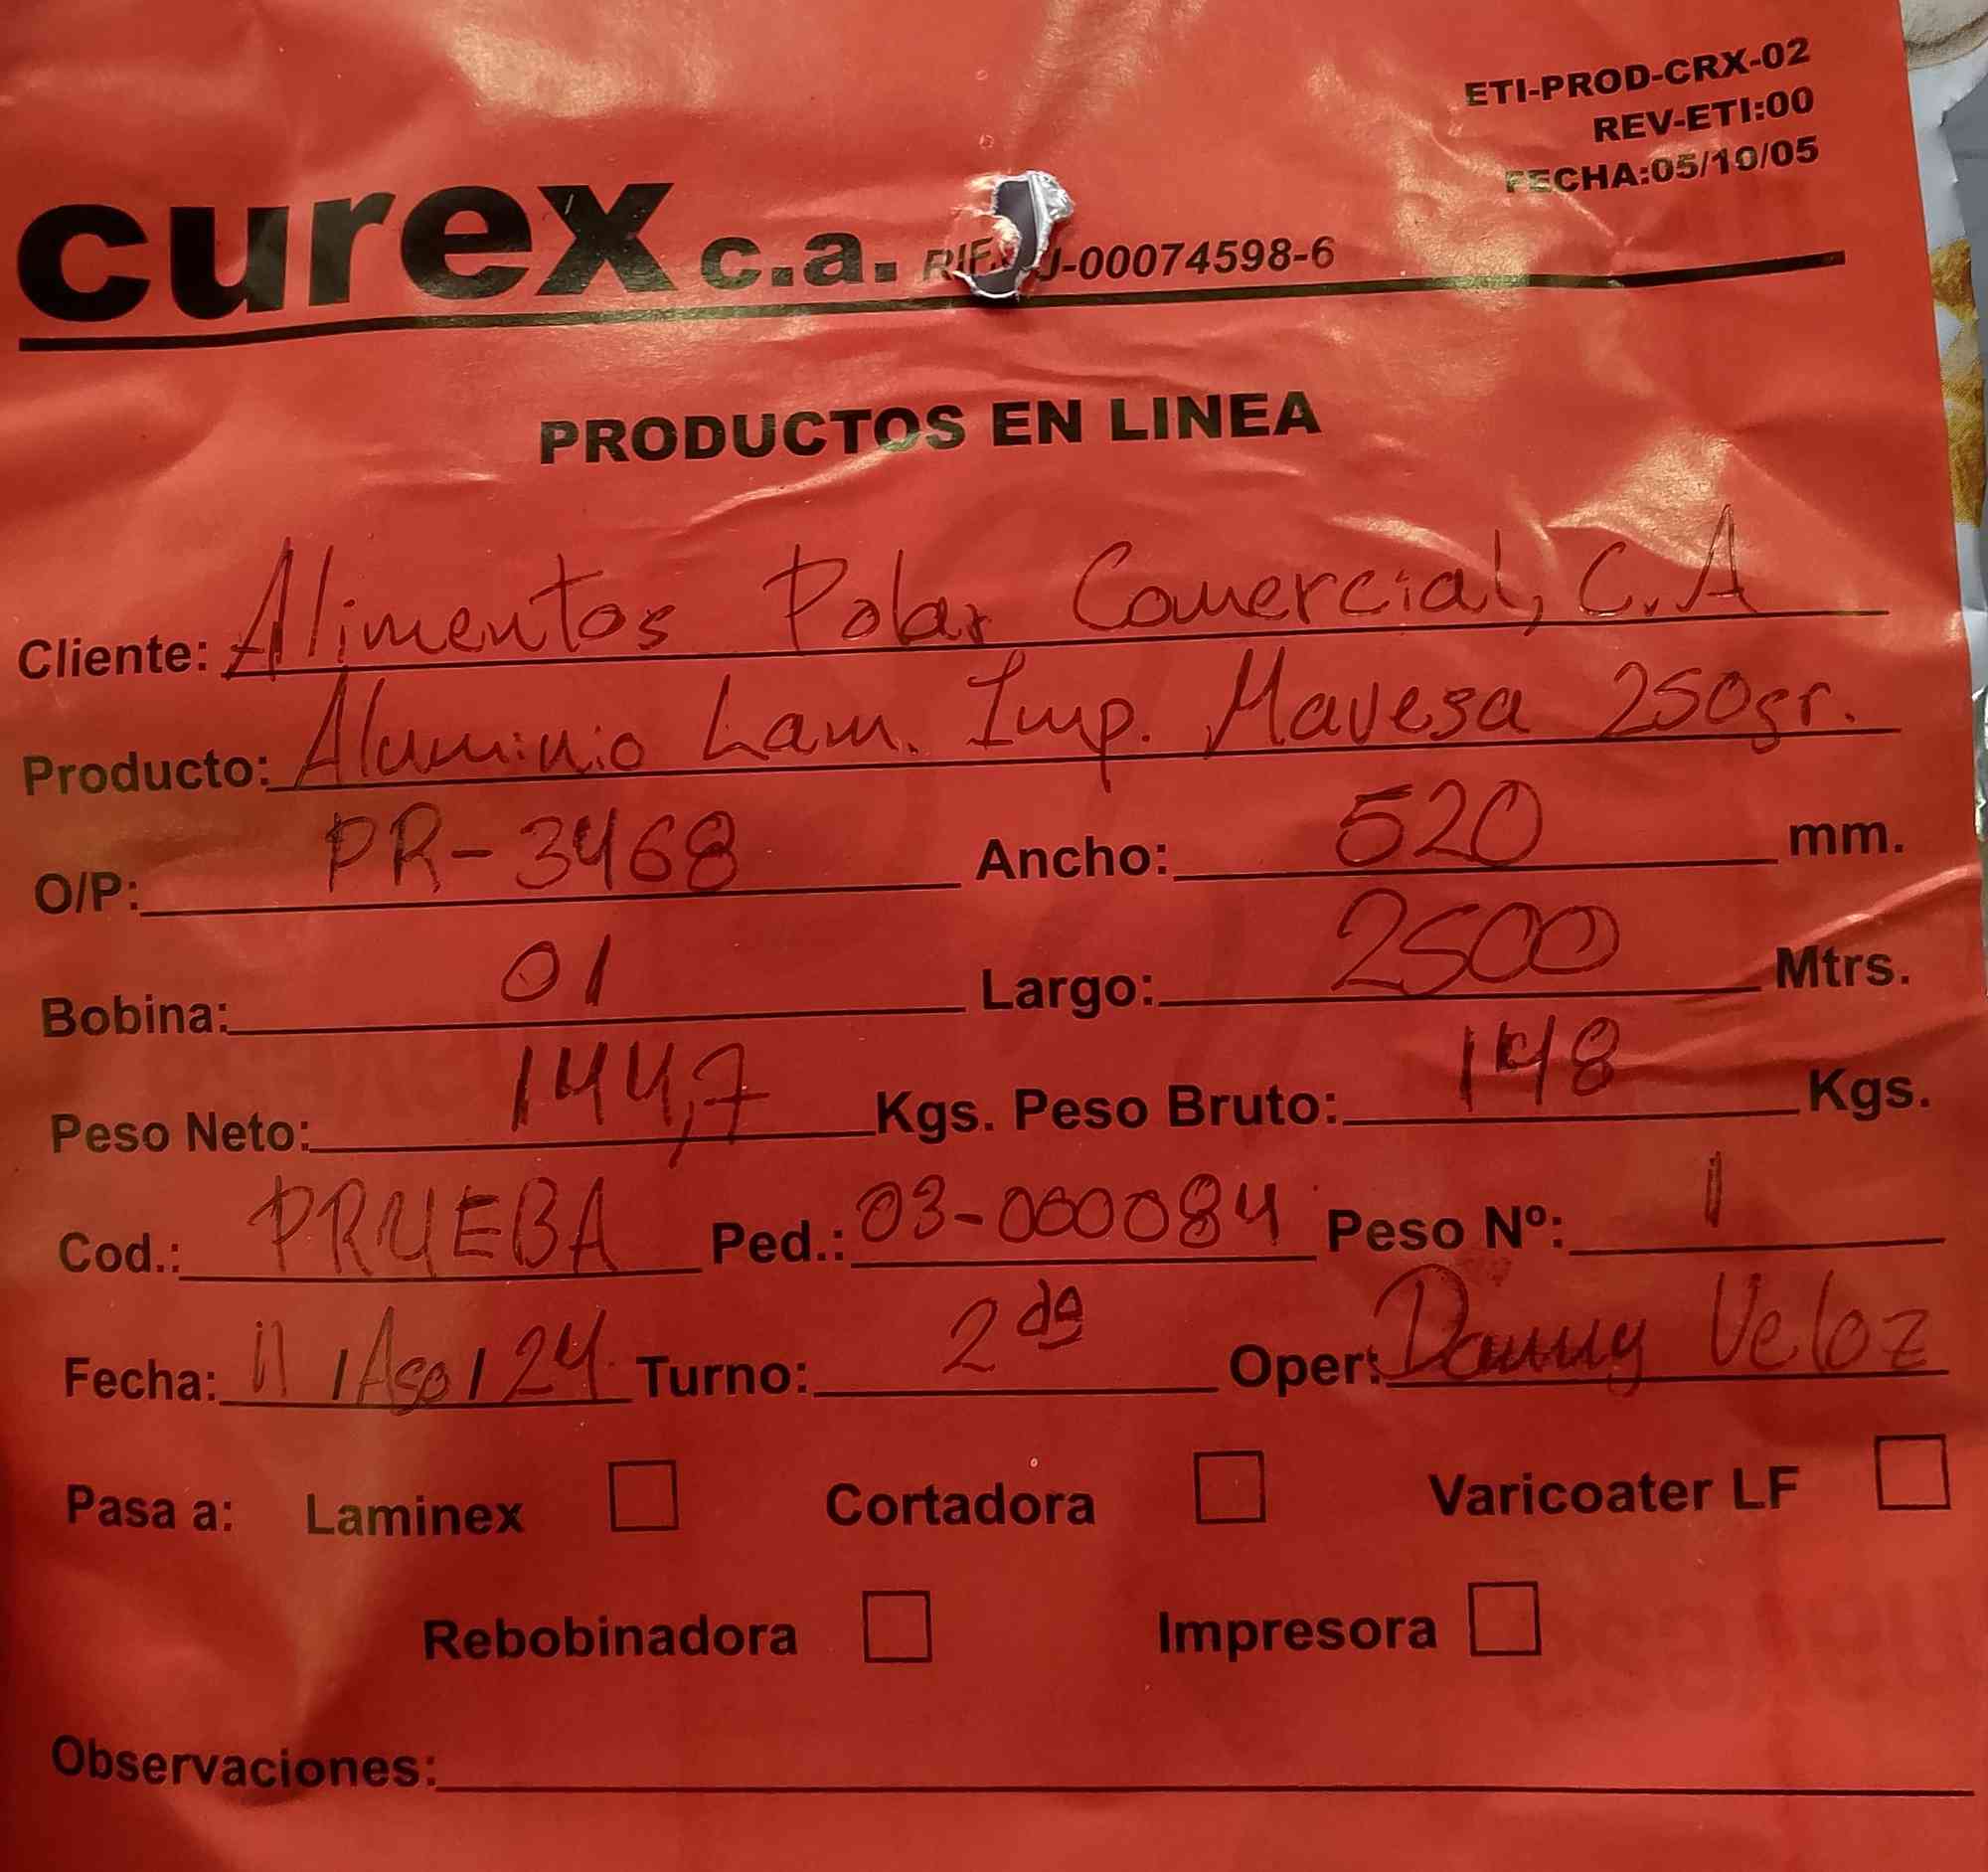 ETI-PROD-CRX-02
REV-ETI:00
FECHA:05/10/05
curex c.a. RIF. J-00074598-6
PRODUCTOS EN LINEA
Cliente: Alimentos Polar Comercial, C.A
Producto: Aluminio Lam. Imp. Mavesa 250gr.
O/P: PR-3468 Ancho: 520 mm.
Bobina: 01 Largo: 2500 Mtrs.
Peso Neto: 144,7 Kgs. Peso Bruto: 148 Kgs.
Cod.: PRUEBA Ped.: 03-000084 Peso Nº: 1
Fecha: 11 / Ago / 24 Turno: 2da Oper: Danny Veloz
Pasa a: Laminex Cortadora Varicoater LF
Rebobinadora Impresora
Observaciones: